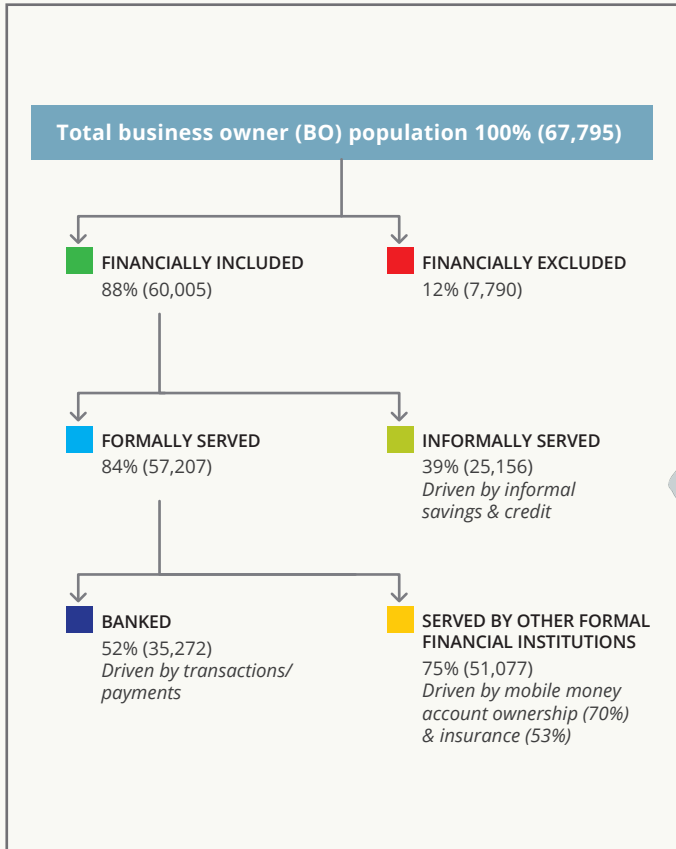 Total business owner (BO) population 100% (67,795)
FINANCIALLY INCLUDED
88% (60,005)
FINANCIALLY EXCLUDED
12% (7,790)
FORMALLY SERVED
84% (57,207)
INFORMALLY SERVED
39% (25,156)
Driven by informal
savings & credit
BANKED
52% (35,272)
Driven by transactions/
payments
SERVED BY OTHER FORMAL
FINANCIAL INSTITUTIONS
75% (51,077)
Driven by mobile money
account ownership (70%)
& insurance (53%)